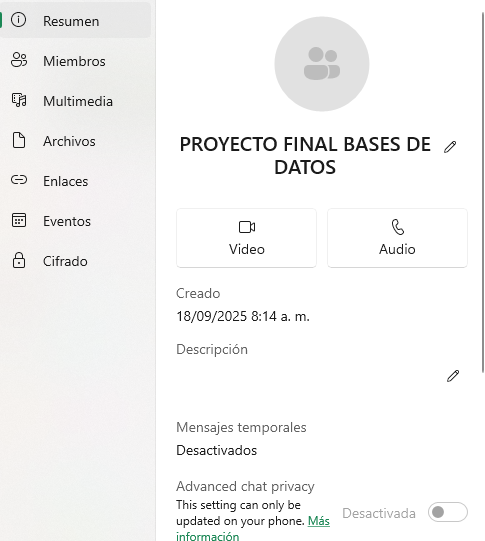 Resumen
Miembros
Multimedia
Archivos
Enlaces
Eventos
Cifrado
PROYECTO FINAL BASES DE
DATOS
Video
Audio
Creado
18/09/2025 8:14 a. m.
Descripción
Mensajes temporales
Desactivados
Advanced chat privacy
This setting can only be
updated on your phone. Más
información
Desactivada